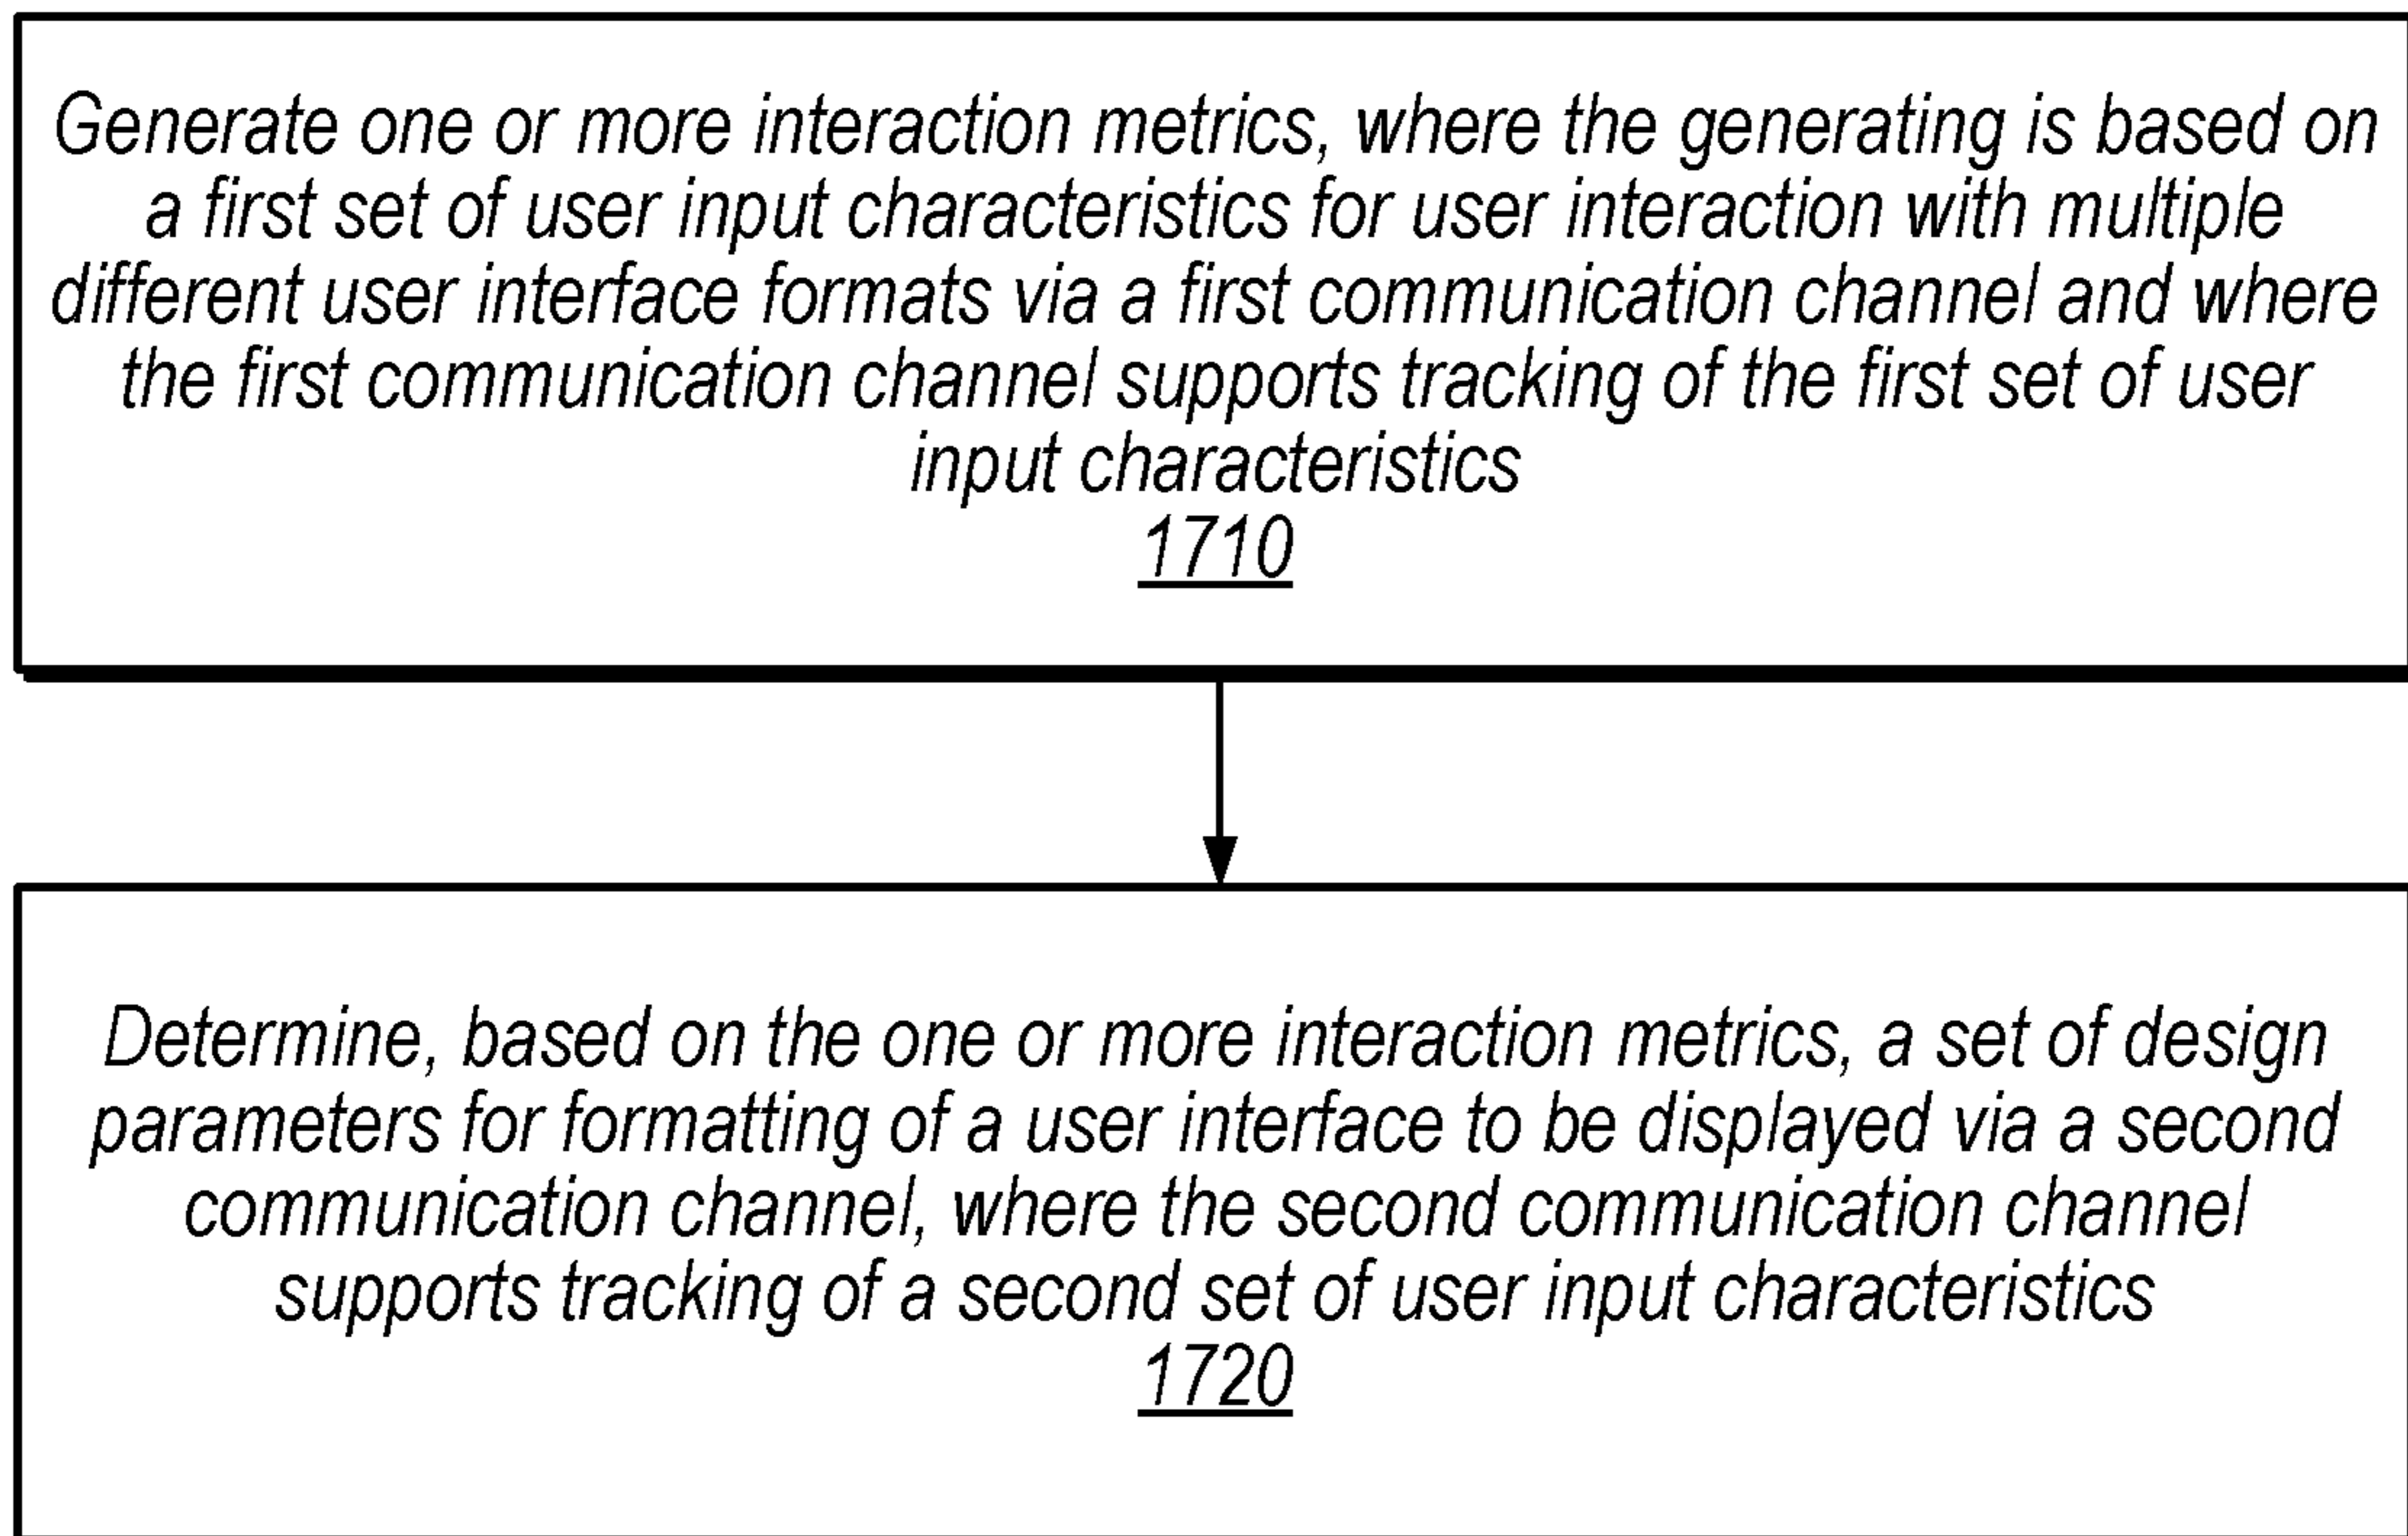 Generate one or more interaction metrics, where the generating is based on
a first set of user input characteristics for user interaction with multiple
different user interface formats via a first communication channel and where
the first communication channel supports tracking of the first set of user
input characteristics
1710
Determine, based on the one or more interaction metrics, a set of design
parameters for formatting of a user interface to be displayed via a second
communication channel, where the second communication channel
supports tracking of a second set of user input characteristics
1720